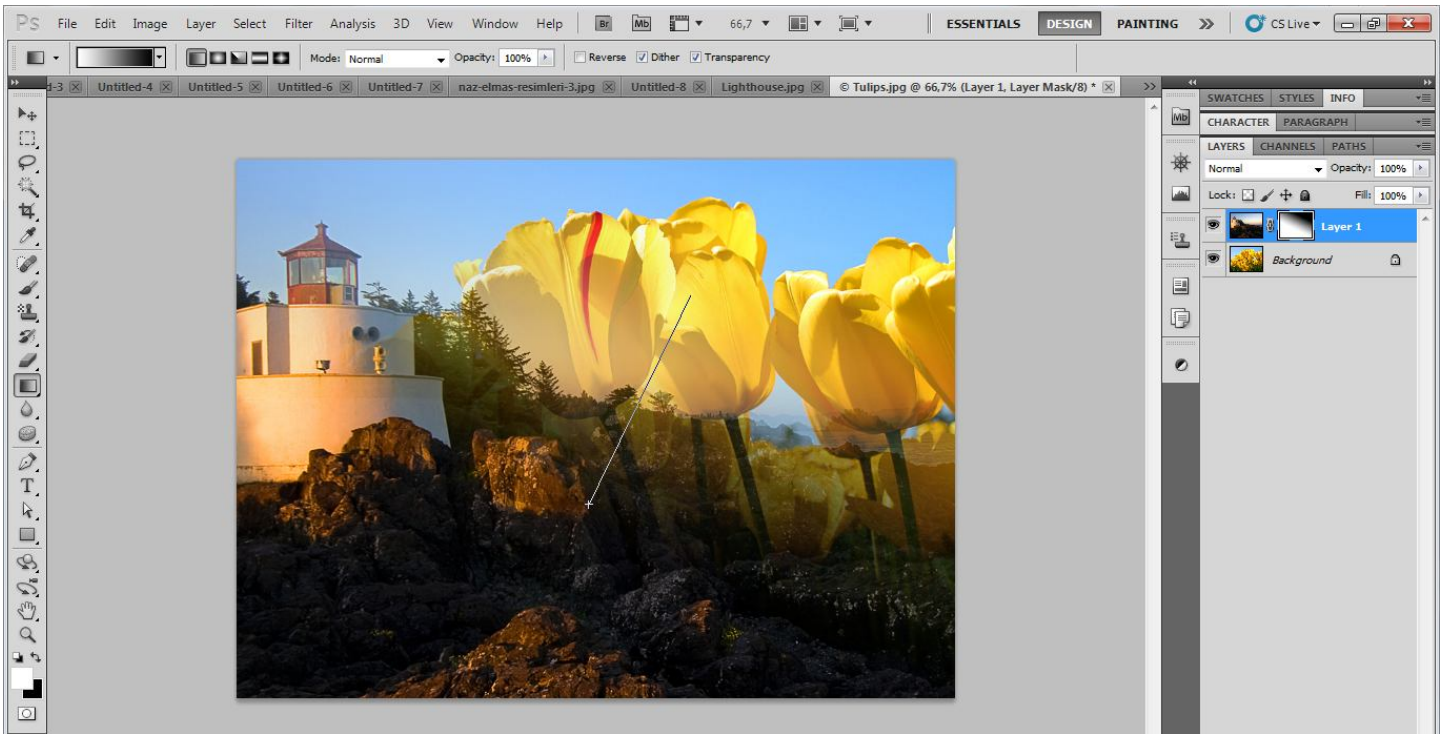 Ps File Edit Image Layer Select Filter Analysis 3D View Window Help Br Mb 66,7 ESSENTIALS DESIGN PAINTING CS Live
Mode: Normal Opacity: 100% Reverse Dither Transparency
d-3 Untitled-4 Untitled-5 Untitled-6 Untitled-7 naz-elmas-resimleri-3.jpg Untitled-8 Lighthouse.jpg © Tulips.jpg @ 66,7% (Layer 1, Layer Mask/8) *
SWATCHES STYLES INFO
Mb
CHARACTER PARAGRAPH
LAYERS CHANNELS PATHS
Normal Opacity: 100%
Lock: Fill: 100%
Layer 1
Background
T